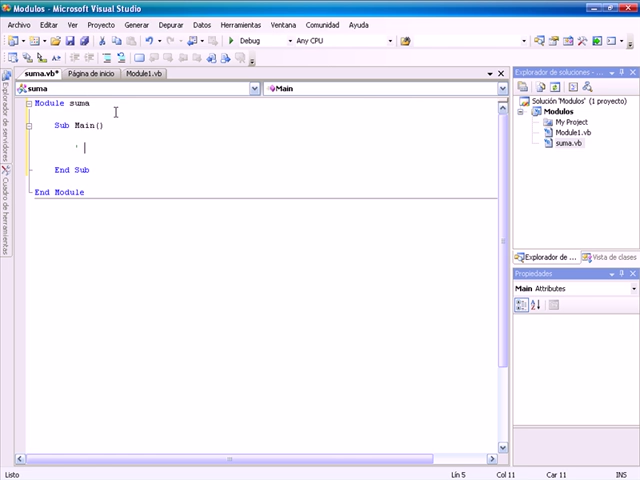 Modulos - Microsoft Visual Studio
Archivo Editar Ver Proyecto Generar Depurar Datos Herramientas Ventana Comunidad Ayuda
Debug Any CPU
suma.vb* Página de inicio Module1.vb
suma Main
Module suma
Sub Main()
'
End Sub
End Module
Explorador de servidores
Cuadro de herramientas
Explorador de soluciones - ...
Solución 'Modulos' (1 proyecto)
Modulos
My Project
Module1.vb
suma.vb
Explorador de ... Vista de clases
Propiedades
Main Attributes
Listo Lín 5 Col 11 Car 11 INS